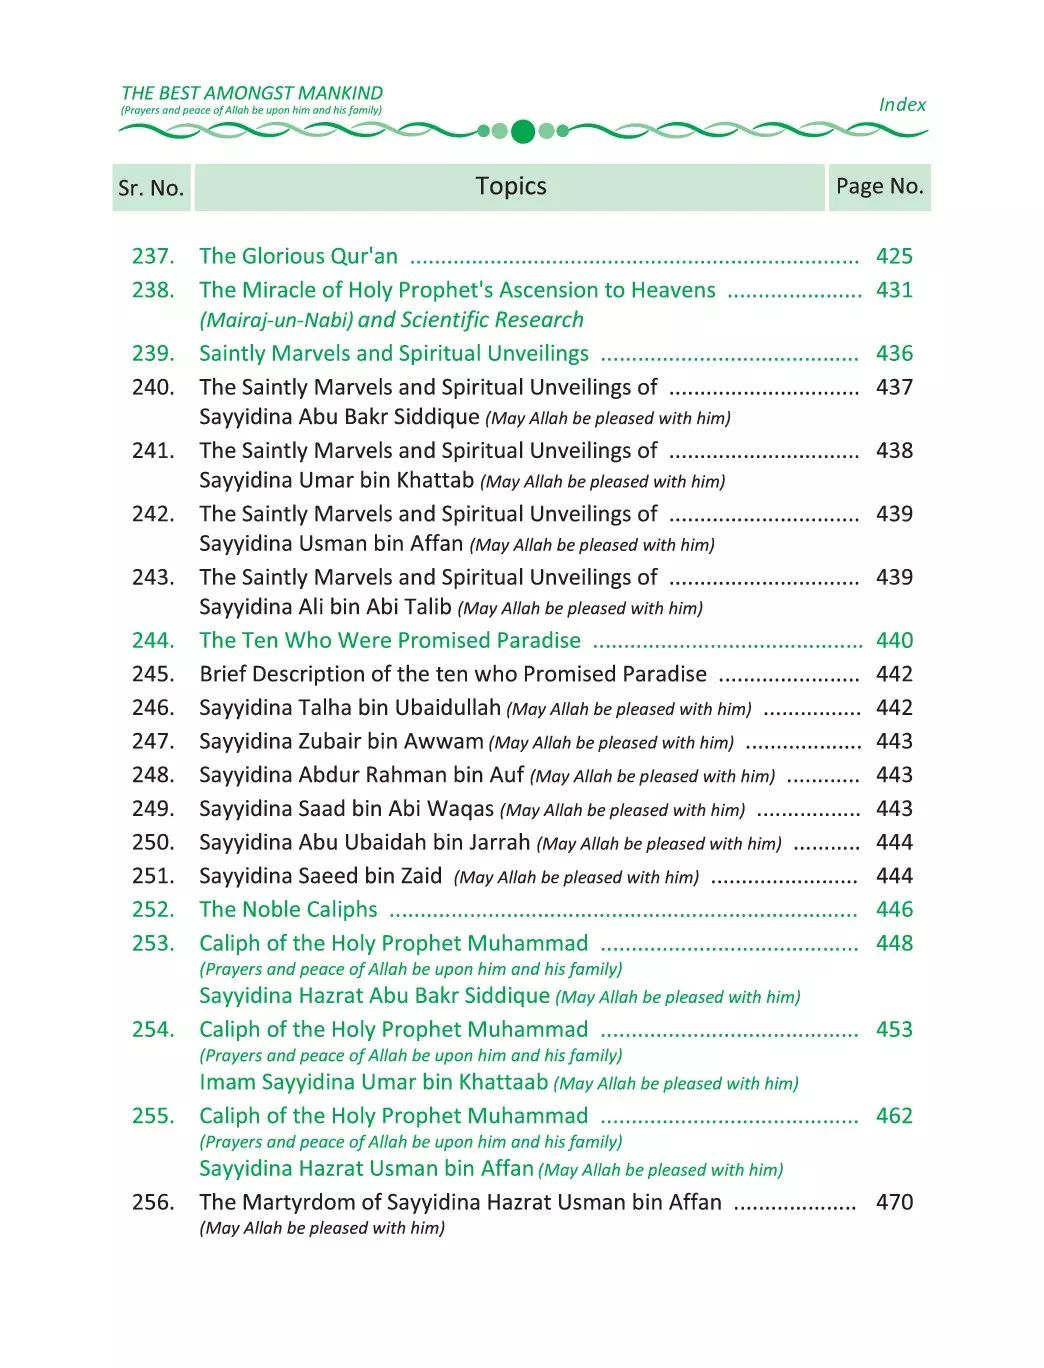 THE BEST AMONGST MANKIND
(Prayers and peace of Allah be upon him and his family)
Index
Sr. No. Topics Page No.
237. The Glorious Qur'an ........................................................................ 425
238. The Miracle of Holy Prophet's Ascension to Heavens ...................... 431
(Mairaj-un-Nabi) and Scientific Research
239. Saintly Marvels and Spiritual Unveilings .......................................... 436
240. The Saintly Marvels and Spiritual Unveilings of ............................... 437
Sayyidina Abu Bakr Siddique (May Allah be pleased with him)
241. The Saintly Marvels and Spiritual Unveilings of ............................... 438
Sayyidina Umar bin Khattab (May Allah be pleased with him)
242. The Saintly Marvels and Spiritual Unveilings of ............................... 439
Sayyidina Usman bin Affan (May Allah be pleased with him)
243. The Saintly Marvels and Spiritual Unveilings of ............................... 439
Sayyidina Ali bin Abi Talib (May Allah be pleased with him)
244. The Ten Who Were Promised Paradise ............................................ 440
245. Brief Description of the ten who Promised Paradise ....................... 442
246. Sayyidina Talha bin Ubaidullah (May Allah be pleased with him) ................ 442
247. Sayyidina Zubair bin Awwam (May Allah be pleased with him) ................... 443
248. Sayyidina Abdur Rahman bin Auf (May Allah be pleased with him) ............ 443
249. Sayyidina Saad bin Abi Waqas (May Allah be pleased with him) ................. 443
250. Sayyidina Abu Ubaidah bin Jarrah (May Allah be pleased with him) ........... 444
251. Sayyidina Saeed bin Zaid (May Allah be pleased with him) ........................ 444
252. The Noble Caliphs ............................................................................ 446
253. Caliph of the Holy Prophet Muhammad .......................................... 448
(Prayers and peace of Allah be upon him and his family)
Sayyidina Hazrat Abu Bakr Siddique (May Allah be pleased with him)
254. Caliph of the Holy Prophet Muhammad .......................................... 453
(Prayers and peace of Allah be upon him and his family)
Imam Sayyidina Umar bin Khattaab (May Allah be pleased with him)
255. Caliph of the Holy Prophet Muhammad .......................................... 462
(Prayers and peace of Allah be upon him and his family)
Sayyidina Hazrat Usman bin Affan (May Allah be pleased with him)
256. The Martyrdom of Sayyidina Hazrat Usman bin Affan .................... 470
(May Allah be pleased with him)